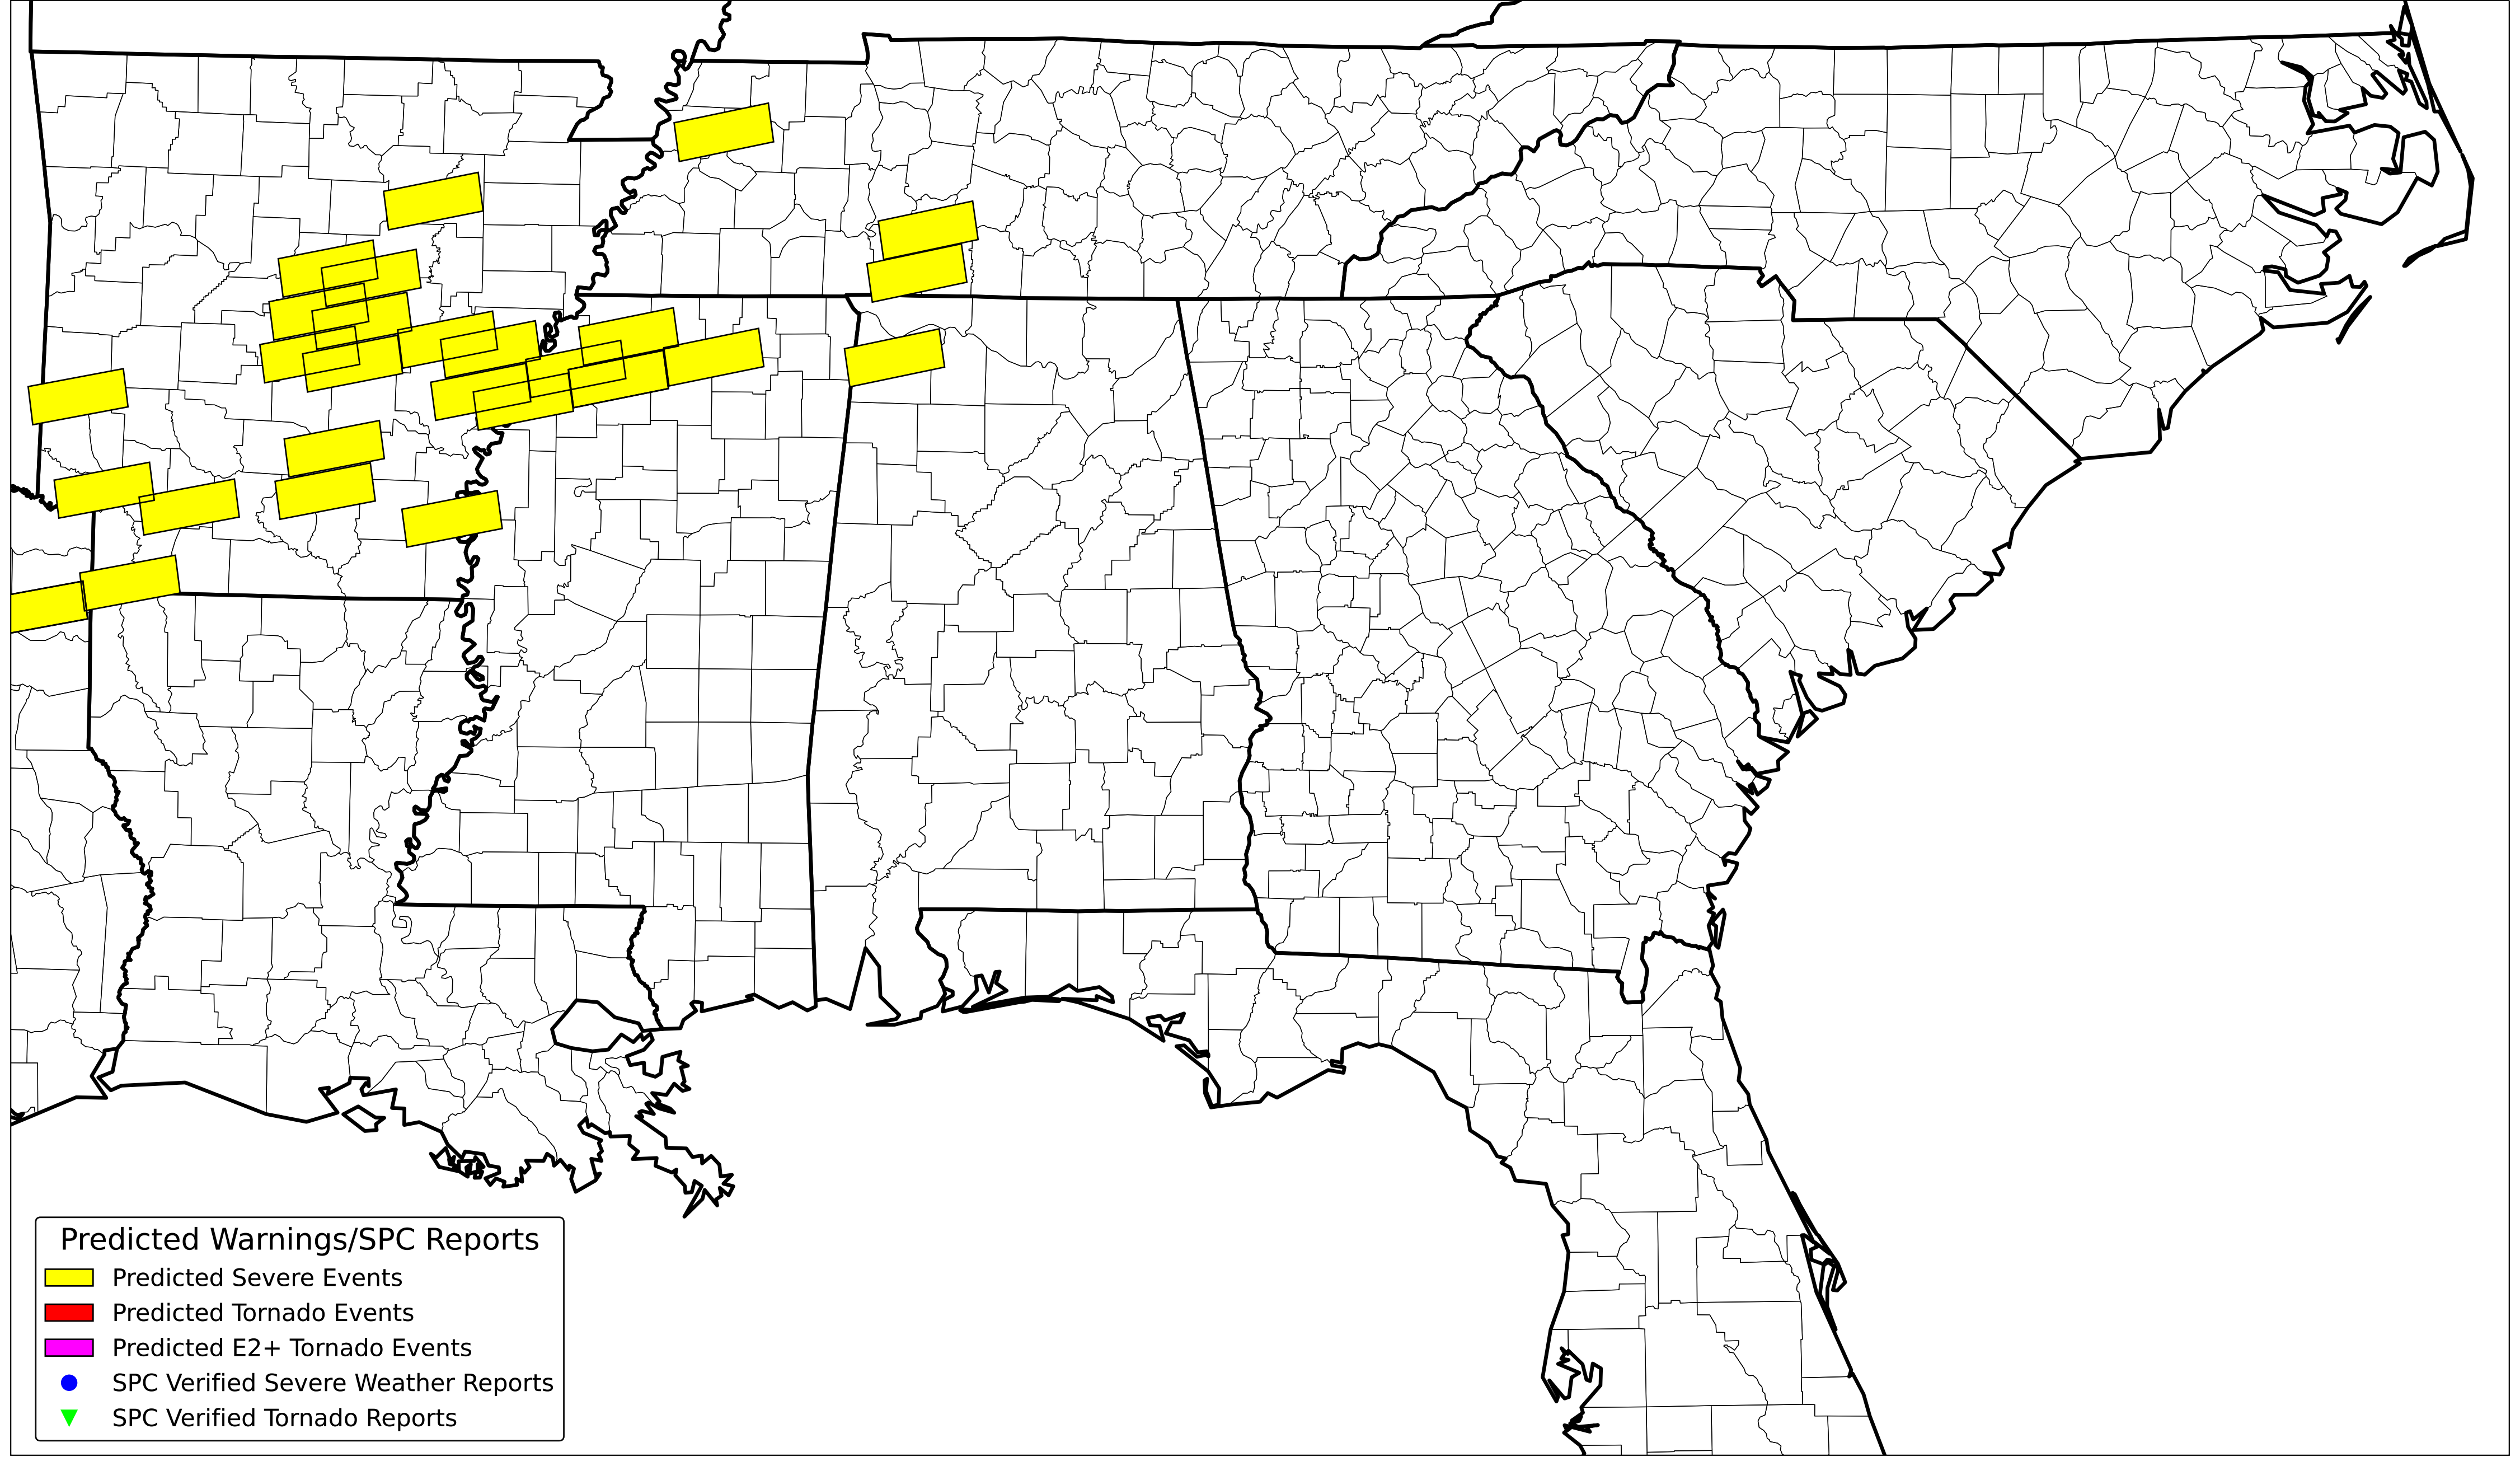 Predicted Warnings/SPC Reports
Predicted Severe Events
Predicted Tornado Events
Predicted E2+ Tornado Events
SPC Verified Severe Weather Reports
SPC Verified Tornado Reports